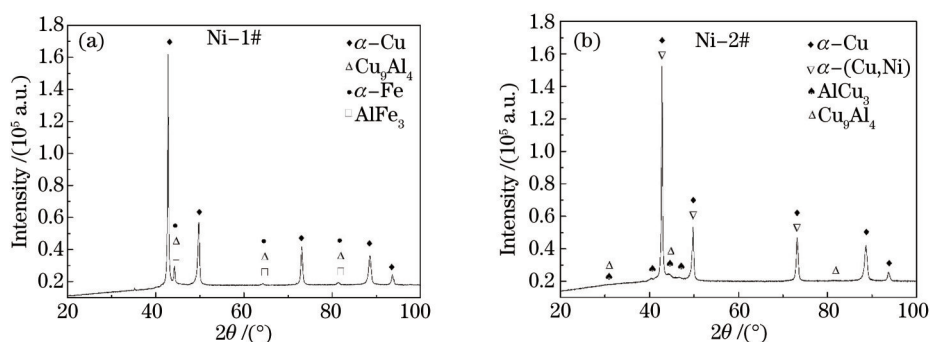 (a)
Ni-1#
♦ α-Cu
△ Cu₉Al₄
• α-Fe
□ AlFe₃
1.8
1.6
1.4
1.2
1.0
0.8
0.6
0.4
0.2
Intensity /(10⁵ a.u.)
20 40 60 80 100
2θ /(°)
(b)
Ni-2#
♦ α-Cu
▽ α-(Cu,Ni)
♠ AlCu₃
△ Cu₉Al₄
1.8
1.6
1.4
1.2
1.0
0.8
0.6
0.4
0.2
Intensity /(10⁵ a.u.)
20 40 60 80 100
2θ /(°)